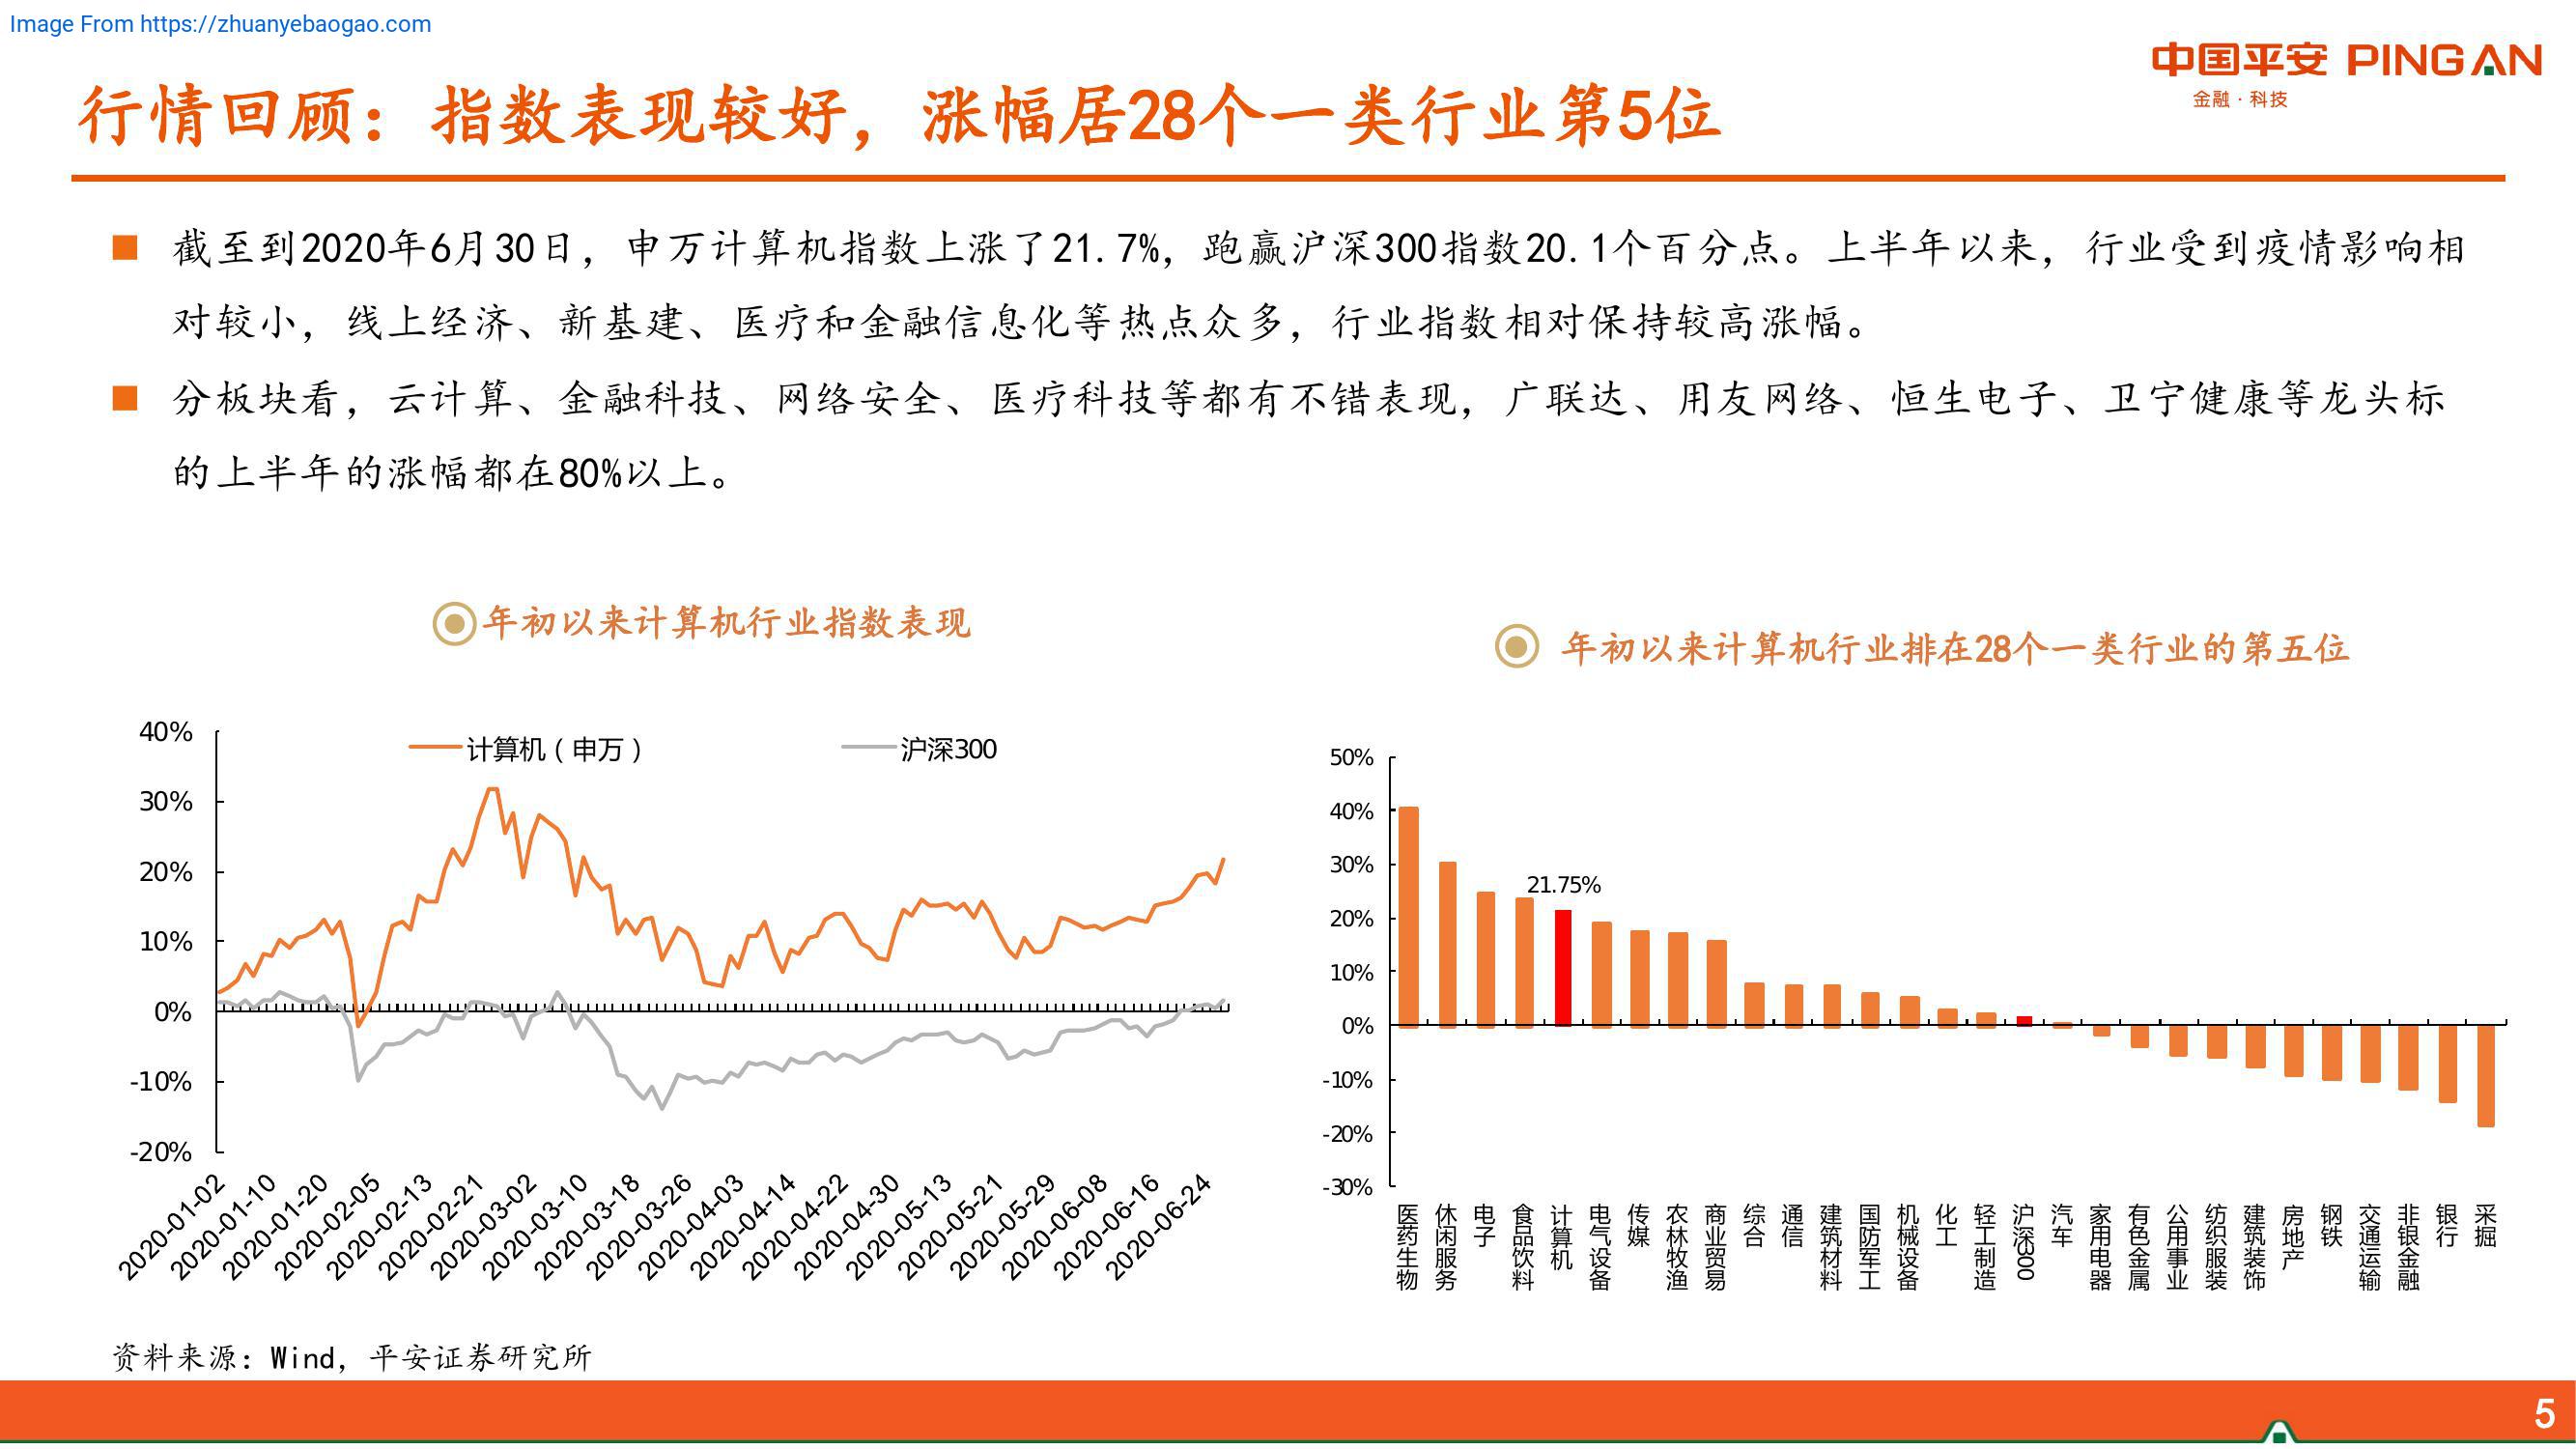 Image From https://zhuanyebaogao.com
中国平安 PINGAN
金融·科技
行情回顾：指数表现较好，涨幅居28个一类行业第5位
截至到2020年6月30日，申万计算机指数上涨了21.7%，跑赢沪深300指数20.1个百分点。上半年以来，行业受到疫情影响相
对较小，线上经济、新基建、医疗和金融信息化等热点众多，行业指数相对保持较高涨幅。
分板块看，云计算、金融科技、网络安全、医疗科技等都有不错表现，广联达、用友网络、恒生电子、卫宁健康等龙头标
的上半年的涨幅都在80%以上。
年初以来计算机行业指数表现
40%
30%
20%
10%
0%
-10%
-20%
计算机（申万）
沪深300
2020-01-02
2020-01-10
2020-01-20
2020-02-05
2020-02-13
2020-02-21
2020-03-02
2020-03-10
2020-03-18
2020-03-26
2020-04-03
2020-04-14
2020-04-22
2020-04-30
2020-05-13
2020-05-21
2020-05-29
2020-06-08
2020-06-16
2020-06-24
年初以来计算机行业排在28个一类行业的第五位
50%
40%
30%
20%
10%
0%
-10%
-20%
-30%
21.75%
医药生物
休闲服务
电子
食品饮料
计算机
电气设备
传媒
农林牧渔
商业贸易
综合
通信
建筑材料
国防军工
机械设备
化工
轻工制造
沪深300
汽车
家用电器
有色金属
公用事业
纺织服装
建筑装饰
房地产
钢铁
交通运输
非银金融
银行
采掘
资料来源：Wind，平安证券研究所
5